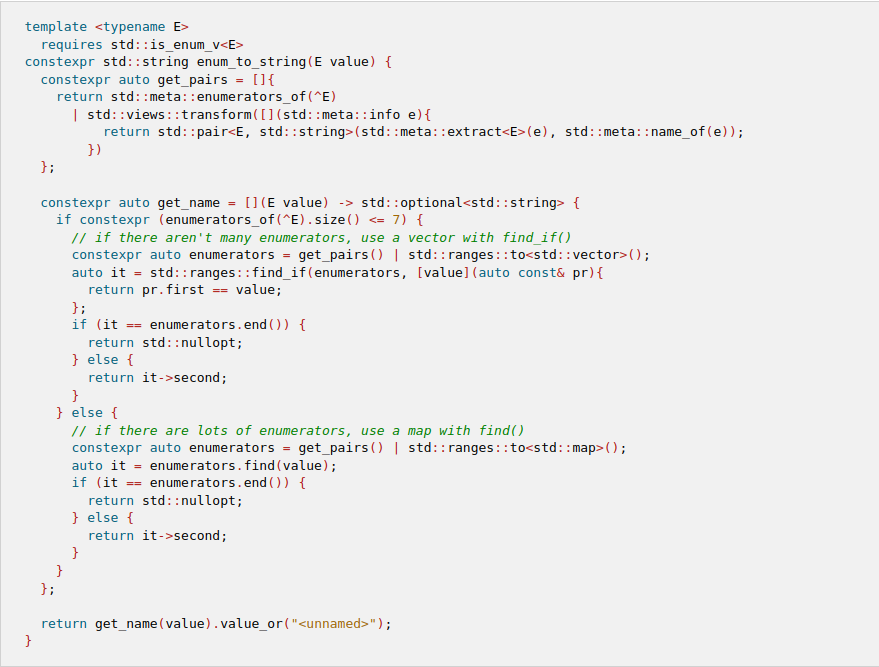 template <typename E>
  requires std::is_enum_v<E>
constexpr std::string enum_to_string(E value) {
  constexpr auto get_pairs = []{
    return std::meta::enumerators_of(^E)
      | std::views::transform([](std::meta::info e){
          return std::pair<E, std::string>(std::meta::extract<E>(e), std::meta::name_of(e));
        })
  };

  constexpr auto get_name = [](E value) -> std::optional<std::string> {
    if constexpr (enumerators_of(^E).size() <= 7) {
      // if there aren't many enumerators, use a vector with find_if()
      constexpr auto enumerators = get_pairs() | std::ranges::to<std::vector>();
      auto it = std::ranges::find_if(enumerators, [value](auto const& pr){
        return pr.first == value;
      };
      if (it == enumerators.end()) {
        return std::nullopt;
      } else {
        return it->second;
      }
    } else {
      // if there are lots of enumerators, use a map with find()
      constexpr auto enumerators = get_pairs() | std::ranges::to<std::map>();
      auto it = enumerators.find(value);
      if (it == enumerators.end()) {
        return std::nullopt;
      } else {
        return it->second;
      }
    }
  };

  return get_name(value).value_or("<unnamed>");
}